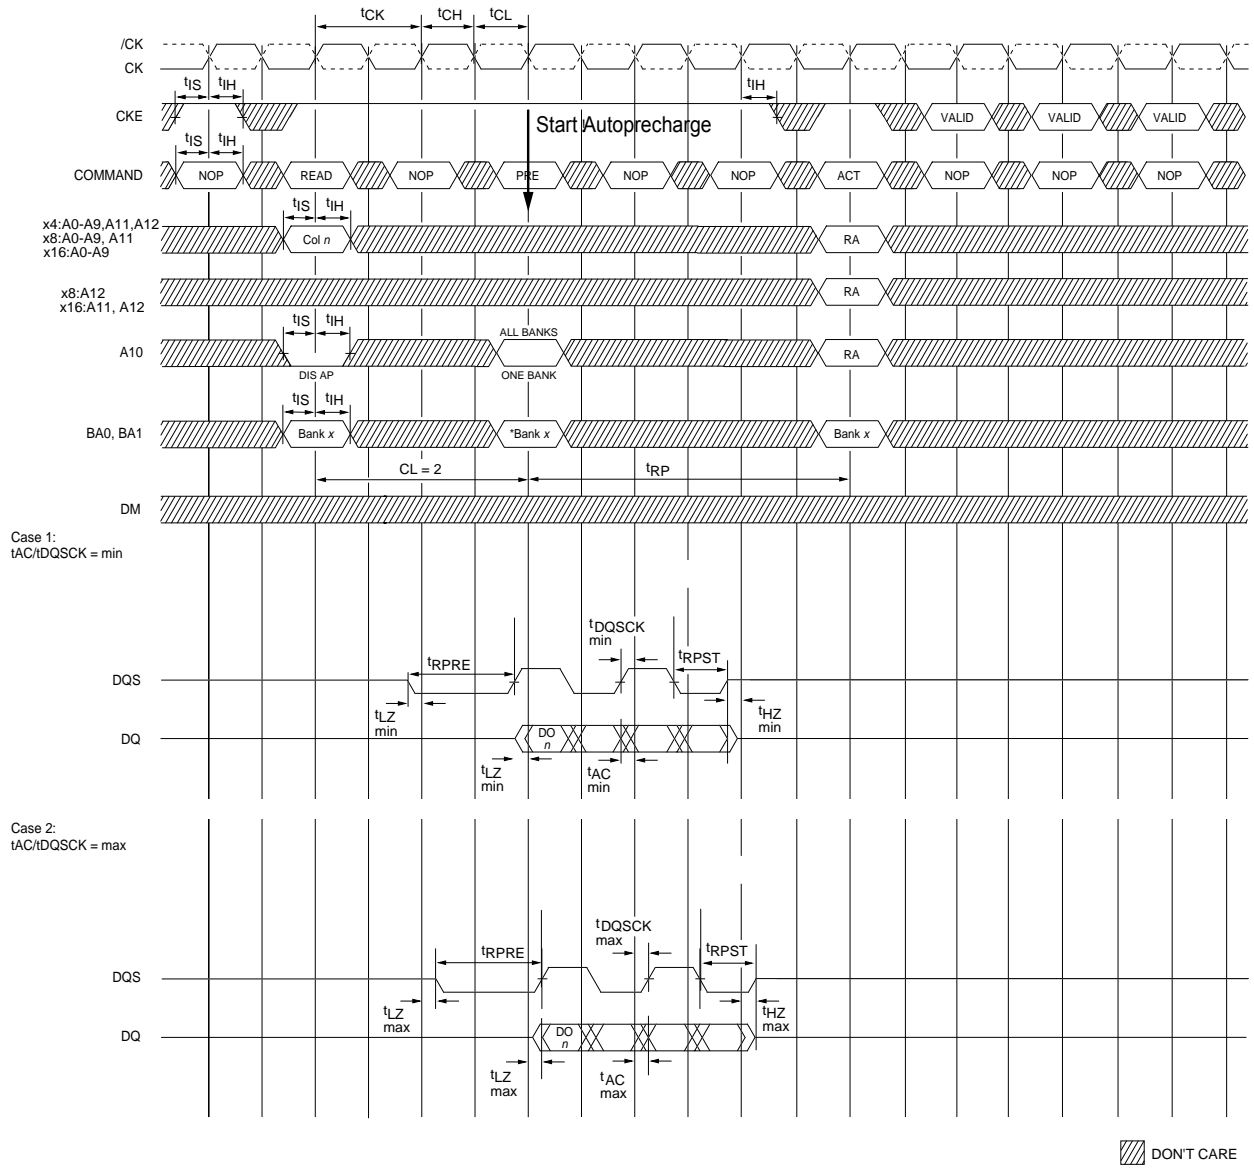 tCK tCH tCL
/CK
CK
tIS tIH tIH
CKE VALID VALID VALID
Start Autoprecharge
tIS tIH
COMMAND NOP READ NOP PRE NOP NOP ACT NOP NOP NOP
tIS tIH
x4:A0-A9,A11,A12
x8:A0-A9, A11
x16:A0-A9
Col n RA
x8:A12
x16:A11, A12
RA
tIS tIH ALL BANKS
A10 RA
DIS AP ONE BANK
tIS tIH
BA0, BA1 Bank x *Bank x Bank x
CL = 2 tRP
DM
Case 1:
tAC/tDQSCK = min
tDQSCK
min
tRPRE tRPST
DQS
tLZ
min
tHZ
min
DQ DO
n
tLZ
min
tAC
min
Case 2:
tAC/tDQSCK = max
tDQSCK
max
tRPRE tRPST
DQS
tLZ
max
tHZ
max
DQ DO
n
tLZ
max
tAC
max
DON'T CARE